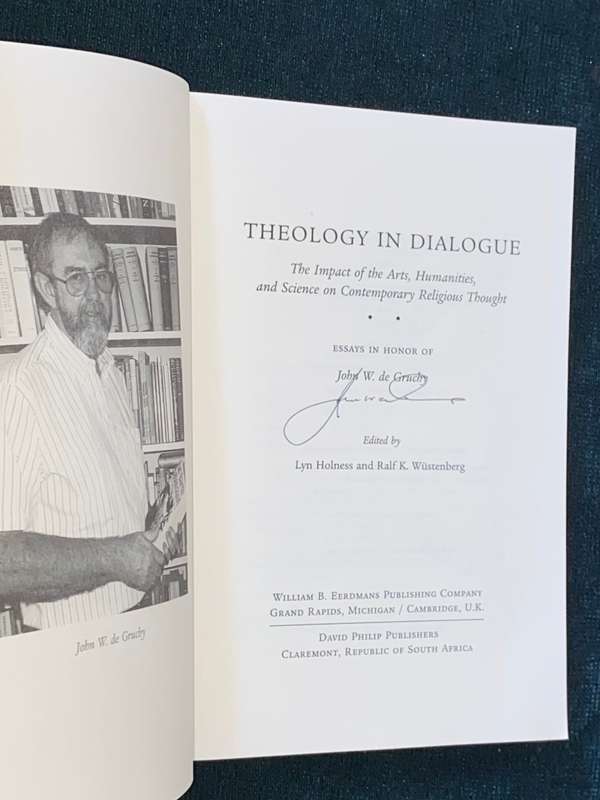 John W. de Gruchy
THEOLOGY IN DIALOGUE
The Impact of the Arts, Humanities,
and Science on Contemporary Religious Thought
• •
ESSAYS IN HONOR OF
John W. de Gruchy
Edited by
Lyn Holness and Ralf K. Wüstenberg
WILLIAM B. EERDMANS PUBLISHING COMPANY
GRAND RAPIDS, MICHIGAN / CAMBRIDGE, U.K.
DAVID PHILIP PUBLISHERS
CLAREMONT, REPUBLIC OF SOUTH AFRICA